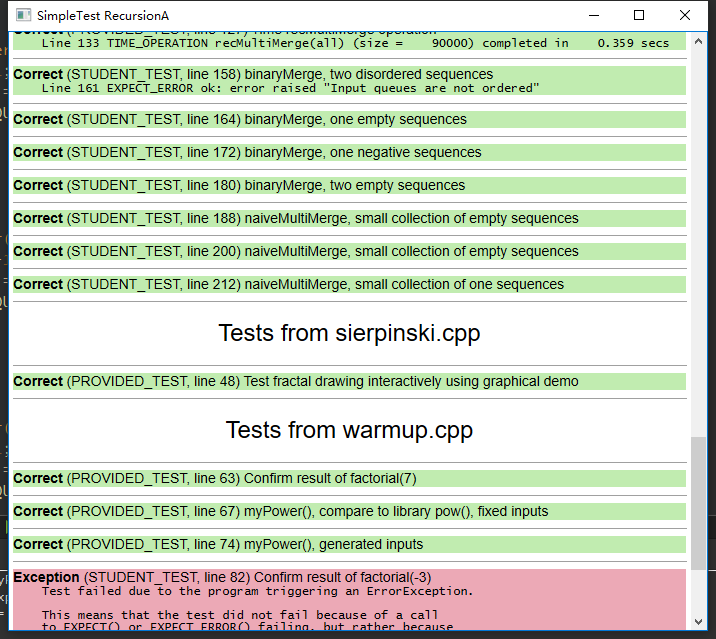 SimpleTest RecursionA
Line 133 TIME_OPERATION recMultiMerge(all) (size =    90000) completed in    0.359 secs
Correct (STUDENT_TEST, line 158) binaryMerge, two disordered sequences
Line 161 EXPECT_ERROR ok: error raised "Input queues are not ordered"
Correct (STUDENT_TEST, line 164) binaryMerge, one empty sequences
Correct (STUDENT_TEST, line 172) binaryMerge, one negative sequences
Correct (STUDENT_TEST, line 180) binaryMerge, two empty sequences
Correct (STUDENT_TEST, line 188) naiveMultiMerge, small collection of empty sequences
Correct (STUDENT_TEST, line 200) naiveMultiMerge, small collection of empty sequences
Correct (STUDENT_TEST, line 212) naiveMultiMerge, small collection of one sequences
Tests from sierpinski.cpp
Correct (PROVIDED_TEST, line 48) Test fractal drawing interactively using graphical demo
Tests from warmup.cpp
Correct (PROVIDED_TEST, line 63) Confirm result of factorial(7)
Correct (PROVIDED_TEST, line 67) myPower(), compare to library pow(), fixed inputs
Correct (PROVIDED_TEST, line 74) myPower(), generated inputs
Exception (STUDENT_TEST, line 82) Confirm result of factorial(-3)
Test failed due to the program triggering an ErrorException.
This means that the test did not fail because of a call
to EXPECT() or EXPECT_ERROR() failing, but rather because